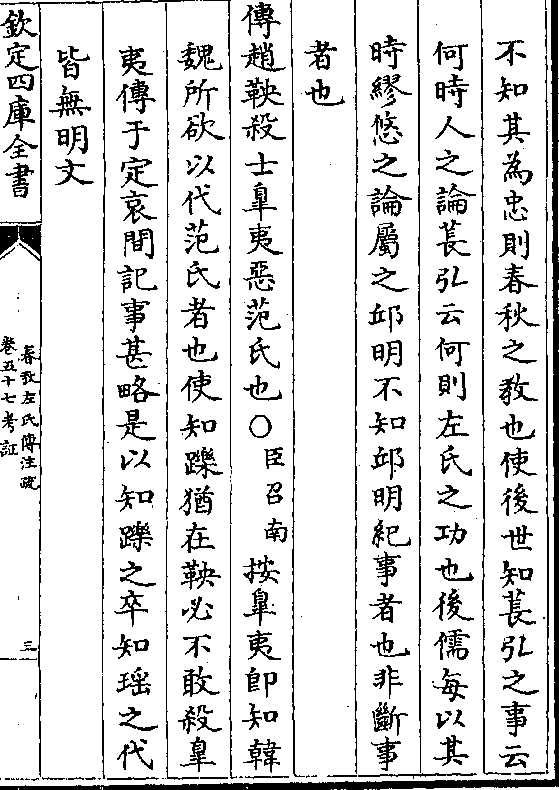 不知其為忠則春秋之敎也使後世知萇弘之事云
何時人之論萇弘云何則左氏之功也後儒每以其
時繆悠之論屬之邱明不知邱明紀事者也非斷事
者也
傳趙鞅殺士臯夷惡范氏也○臣召南按臯夷卽知韓
魏所欲以代范氏者也使知躒猶在鞅必不敢殺臯
夷傳于定哀間記事甚略是以知躒之卒知瑤之代
皆無明文
欽定四庫全書
春秋左氏傳注疏
卷五十七考証
三